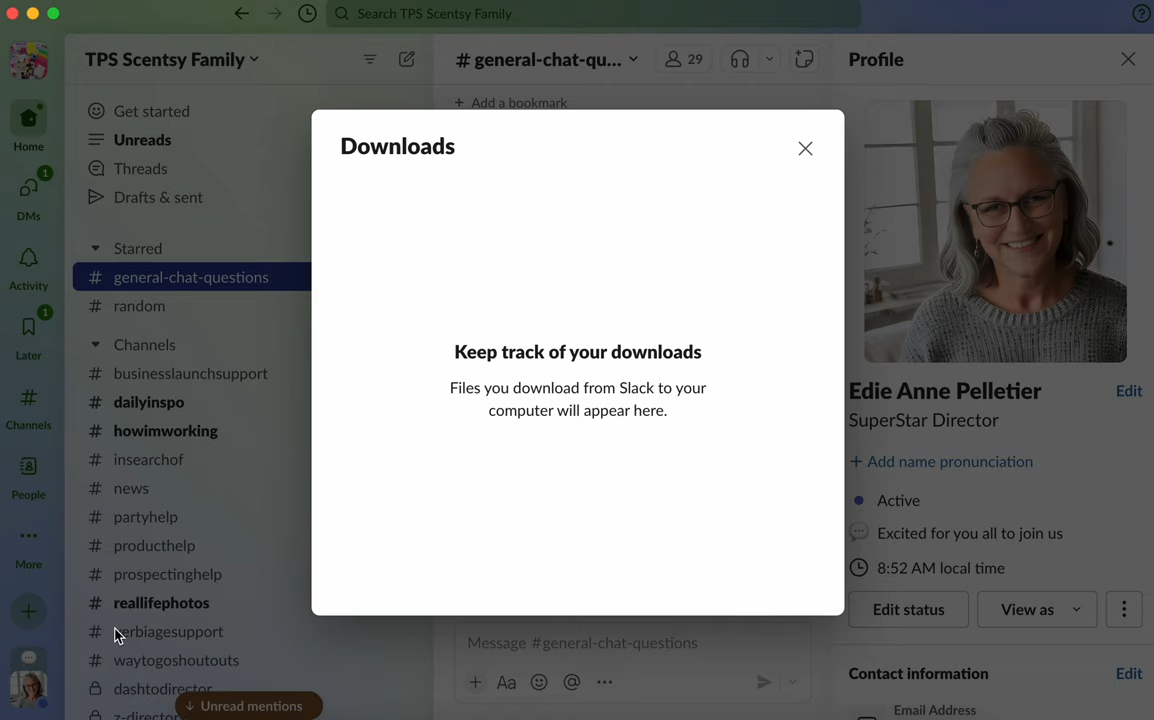 Search TPS Scentsy Family
TPS Scentsy Family
Get started
Unreads
Threads
Drafts & sent
Starred
# general-chat-questions
# random
Channels
# businesslaunchsupport
# dailyinspo
# howimworking
# insearchof
# news
# partyhelp
# producthelp
# prospectinghelp
# reallifephotos
# erbiagesupport
# waytogoshoutouts
dashtodirector
z-director
↓ Unread mentions
Home
1
DMs
Activity
1
Later
Channels
People
More
# general-chat-qu...
29
+ Add a bookmark
Downloads
Keep track of your downloads
Files you download from Slack to your
computer will appear here.
Message #general-chat-questions
Aa
Profile
Edie Anne Pelletier
Edit
SuperStar Director
+ Add name pronunciation
Active
Excited for you all to join us
8:52 AM local time
Edit status
View as
Contact information
Edit
Email Address